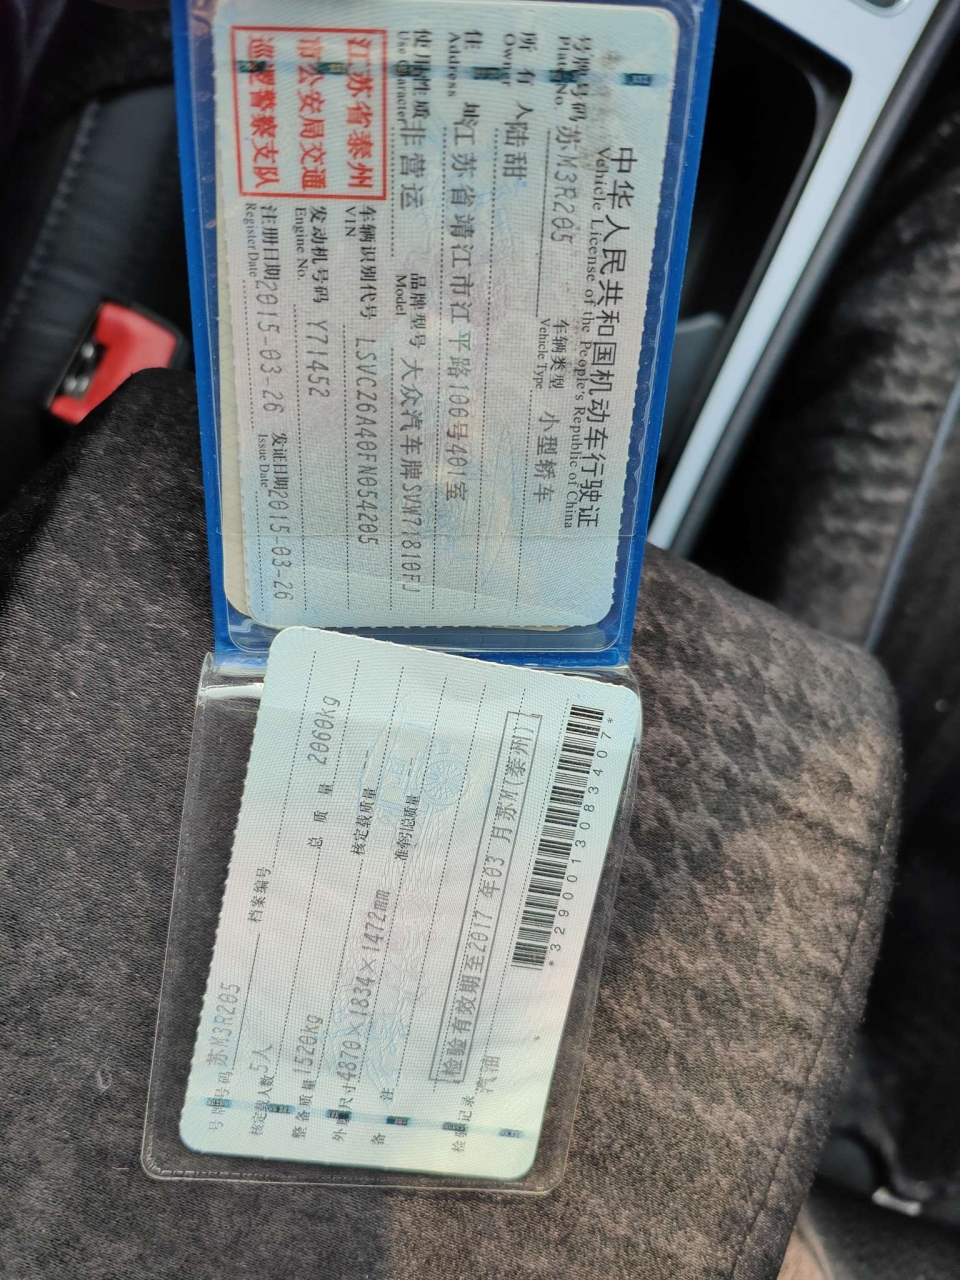 中华人民共和国机动车行驶证
Vehicle License of the People's Republic of China
号牌号码 苏M3R205 车辆类型 小型轿车
Plate No. Vehicle Type
所有人 陆甜
Owner
住址 江苏省靖江市江平路100号401室
Address
使用性质 非营运 品牌型号 大众汽车牌SVW71810FJ
Use Character Model
江苏省泰州
市公安局交通
巡逻警察支队
车辆识别代号 LSVCZ6A40FN054205
VIN
发动机号码 Y71452
Engine No.
注册日期 2015-03-26 发证日期 2015-03-26
Register Date Issue Date
号牌号码 苏M3R205 档案编号
核定载人数 5人 总质量 2060kg
整备质量 1520kg 核定载质量
外廓尺寸 4870×1834×1472mm 准牵引总质量
备注
检验有效期至2017年03月苏M(泰州)
检验记录 汽油
*3290013083407*